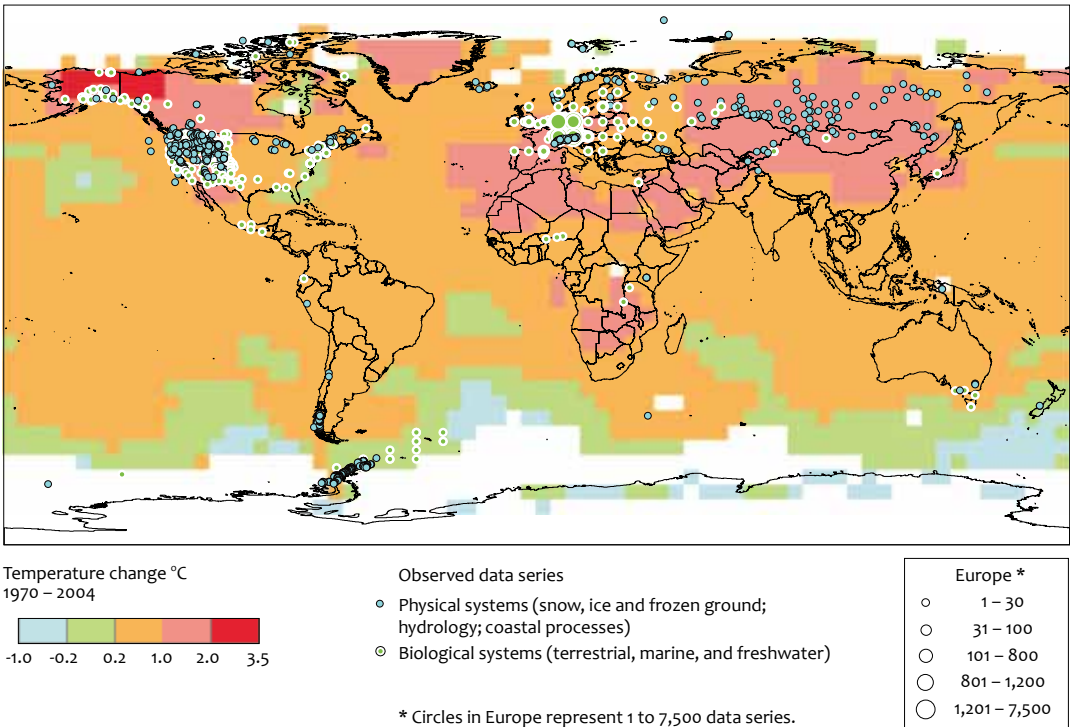 Temperature change °C
1970 – 2004
-1.0 -0.2 0.2 1.0 2.0 3.5
Observed data series
Physical systems (snow, ice and frozen ground;
hydrology; coastal processes)
Biological systems (terrestrial, marine, and freshwater)
* Circles in Europe represent 1 to 7,500 data series.
Europe *
1 – 30
31 – 100
101 – 800
801 – 1,200
1,201 – 7,500